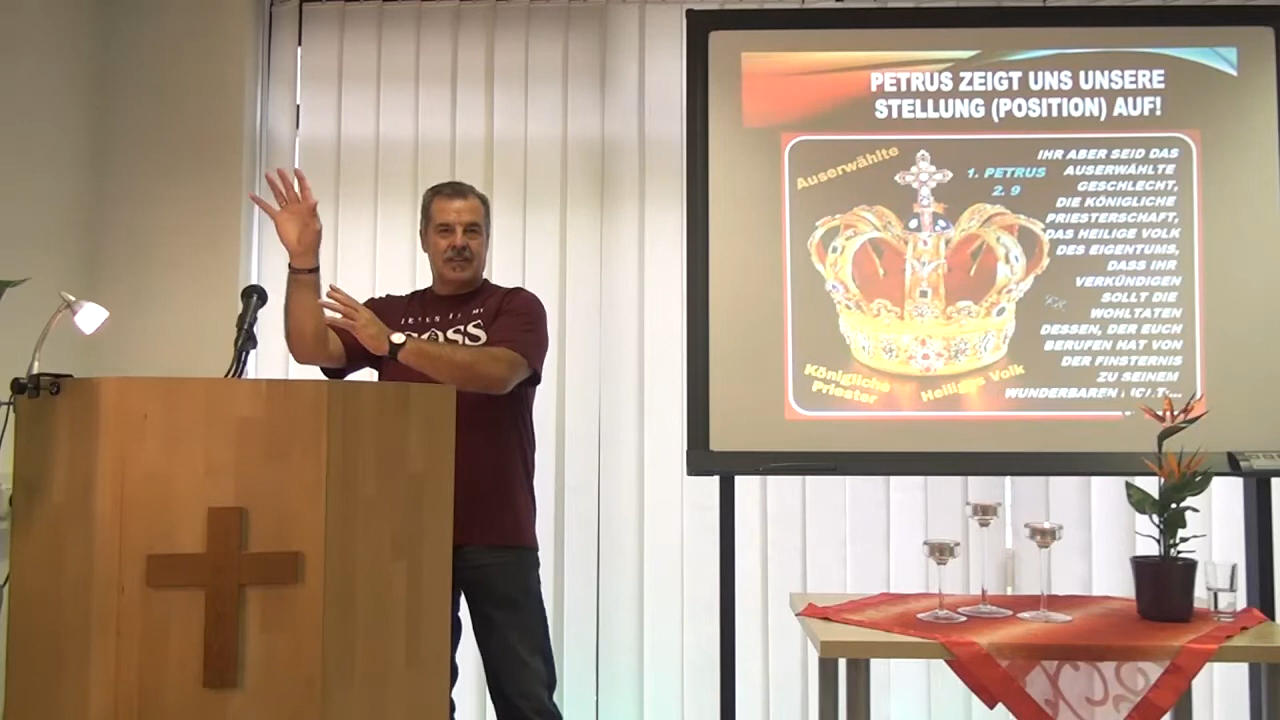 PETRUS ZEIGT UNS UNSERE
STELLUNG (POSITION) AUF!
Auserwählte
1. PETRUS
2. 9
IHR ABER SEID DAS
AUSERWÄHLTE
GESCHLECHT,
DIE KÖNIGLICHE
PRIESTERSCHAFT,
DAS HEILIGE VOLK
DES EIGENTUMS,
DASS IHR
VERKÜNDIGEN
SOLLT DIE
WOHLTATEN
DESSEN, DER EUCH
BERUFEN HAT VON
DER FINSTERNIS
ZU SEINEM
WUNDERBAREN LICHT...
Königliche
Priester
Heiliges Volk
JESUS IS MY
BOSS